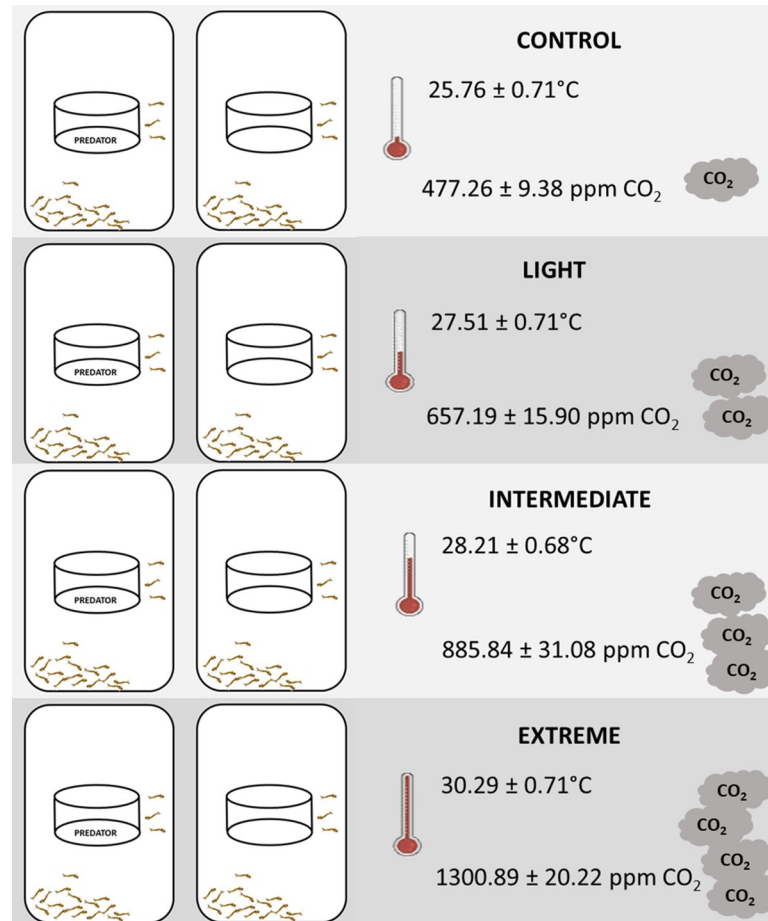 CONTROL
25.76 ± 0.71°C
PREDATOR
477.26 ± 9.38 ppm CO₂
CO₂
LIGHT
27.51 ± 0.71°C
PREDATOR
CO₂
657.19 ± 15.90 ppm CO₂
CO₂
INTERMEDIATE
28.21 ± 0.68°C
PREDATOR
CO₂
CO₂
885.84 ± 31.08 ppm CO₂
CO₂
EXTREME
30.29 ± 0.71°C
CO₂
CO₂
PREDATOR
CO₂
1300.89 ± 20.22 ppm CO₂
CO₂